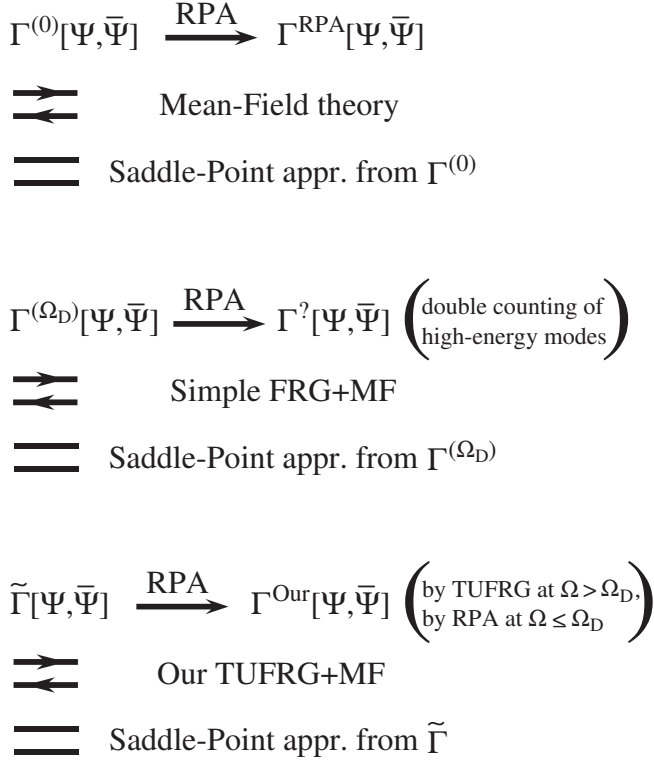 Γ⁽⁰⁾[Ψ,Ψ̅] RPA Γᴿᴾᴬ[Ψ,Ψ̅]
Mean-Field theory
Saddle-Point appr. from Γ⁽⁰⁾
Γ^(Ω_D)[Ψ,Ψ̅] RPA Γ^?[Ψ,Ψ̅] (double counting of
high-energy modes)
Simple FRG+MF
Saddle-Point appr. from Γ^(Ω_D)
Γ̃[Ψ,Ψ̅] RPA Γ^Our[Ψ,Ψ̅] (by TUFRG at Ω > Ω_D,
by RPA at Ω ≤ Ω_D)
Our TUFRG+MF
Saddle-Point appr. from Γ̃